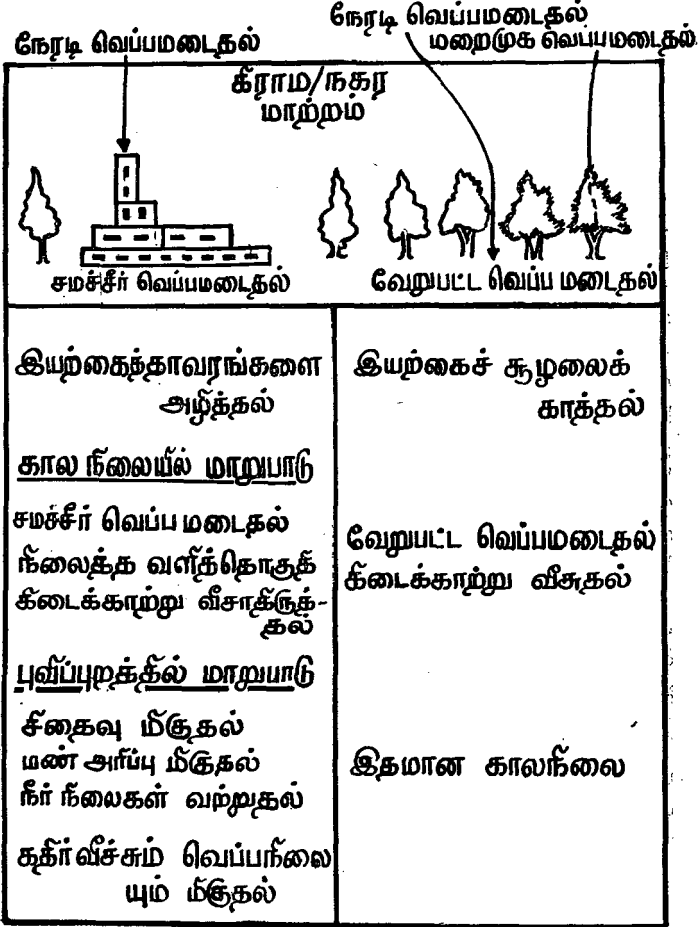 நேரடி வெப்பமடைதல்
நேரடி வெப்பமடைதல்
மறைமுக வெப்பமடைதல்
கிராம/நகர
மாற்றம்
சமச்சீர் வெப்பமடைதல்
வேறுபட்ட வெப்ப மடைதல்
இயற்கைத்தாவரங்களை
அழித்தல்
கால நிலையில் மாறுபாடு
சமச்சீர் வெப்ப மடைதல்
நிலைத்த வளித்தொகுதி
கிடைக்காற்று வீசாதிருத்-
தல்
புவிப்புறத்தில் மாறுபாடு
சிதைவு மிகுதல்
மண் அரிப்பு மிகுதல்
நீர் நிலைகள் வற்றுதல்
கதிர்வீச்சும் வெப்பநிலை
யும் மிகுதல்
இயற்கைச் சூழலைக்
காத்தல்
வேறுபட்ட வெப்பமடைதல்
கிடைக்காற்று வீசுதல்
இதமான காலநிலை